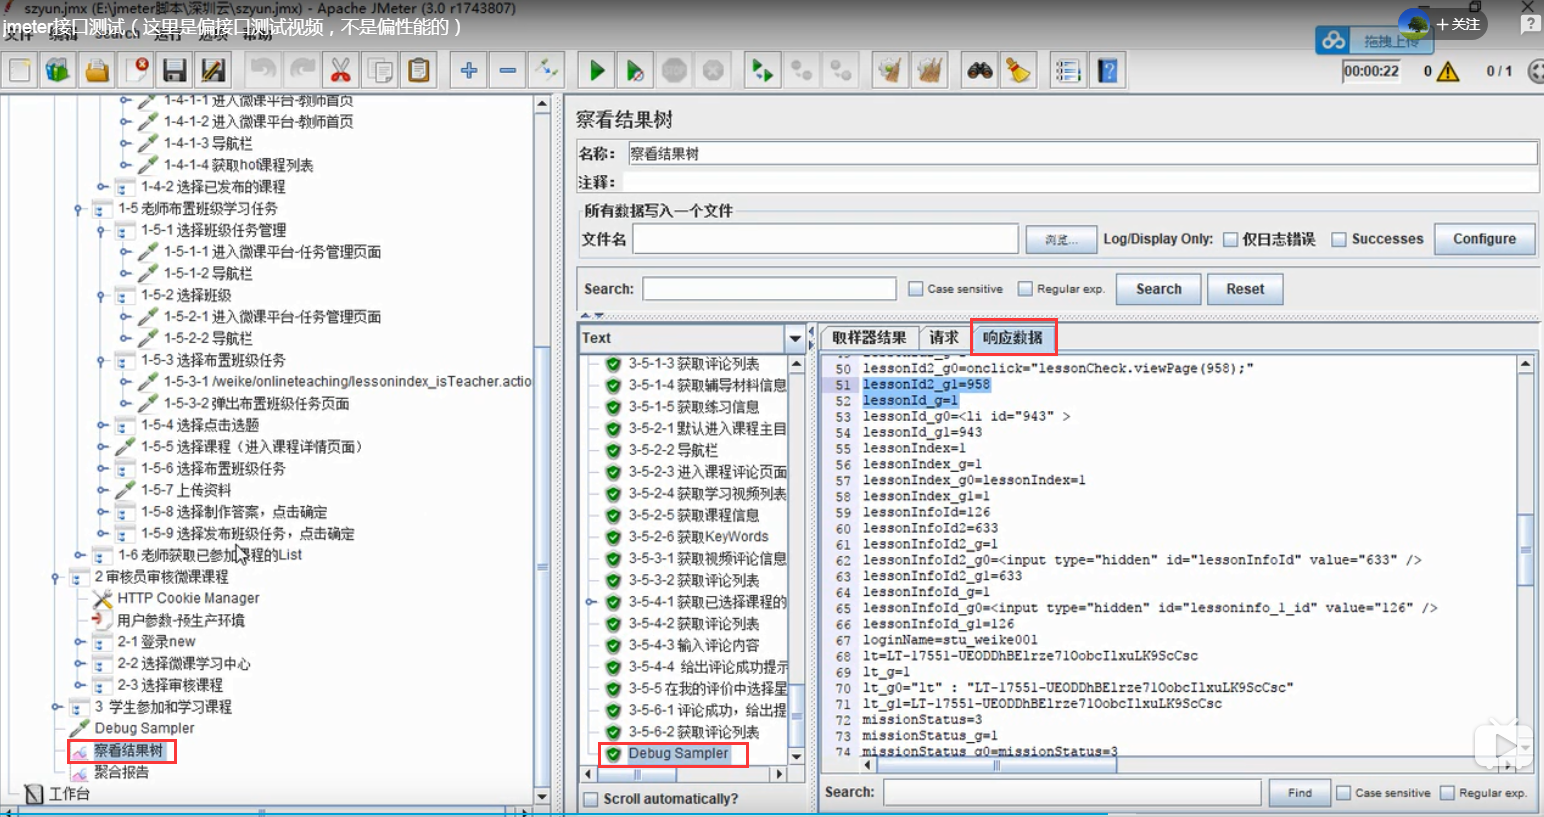 szyun.jmx (E:\jmeter脚本\深圳云\szyun.jmx) - Apache JMeter (3.0 r1743807)
jmeter接口测试（这里是偏接口测试视频，不是偏性能的）
+ 关注
拖拽上传
00:00:22
0
0 / 1
1-4-1-1 进入微课平台-教师首页
1-4-1-2 进入微课平台-教师首页
1-4-1-3 导航栏
1-4-1-4 获取hot课程列表
1-4-2 选择已发布的课程
1-5 老师布置班级学习任务
1-5-1 选择班级任务管理
1-5-1-1 进入微课平台-任务管理页面
1-5-1-2 导航栏
1-5-2 选择班级
1-5-2-1 进入微课平台-任务管理页面
1-5-2-2 导航栏
1-5-3 选择布置班级任务
1-5-3-1 /weike/onlineteaching/lessonindex_isTeacher.actio
1-5-3-2 弹出布置班级任务页面
1-5-4 选择点击选题
1-5-5 选择课程（进入课程详情页面）
1-5-6 选择布置班级任务
1-5-7 上传资料
1-5-8 选择制作答案，点击确定
1-5-9 选择发布班级任务，点击确定
1-6 老师获取已参加课程的List
2 审核员审核微课课程
HTTP Cookie Manager
用户参数-预生产环境
2-1 登录new
2-2 选择微课学习中心
2-3 选择审核课程
3 学生参加和学习课程
Debug Sampler
察看结果树
聚合报告
工作台
察看结果树
名称：
察看结果树
注释：
所有数据写入一个文件
文件名
浏览...
Log/Display Only:
仅日志错误
Successes
Configure
Search:
Case sensitive
Regular exp.
Search
Reset
Text
3-5-1-3 获取评论列表
3-5-1-4 获取辅导材料信息
3-5-1-5 获取练习信息
3-5-2-1 默认进入课程主目
3-5-2-2 导航栏
3-5-2-3 进入课程评论页面
3-5-2-4 获取学习视频列表
3-5-2-5 获取课程信息
3-5-2-6 获取KeyWords
3-5-3-1 获取视频评论信息
3-5-3-2 获取评论列表
3-5-4-1 获取已选择课程的
3-5-4-2 获取评论列表
3-5-4-3 输入评论内容
3-5-4-4 给出评论成功提示
3-5-5 在我的评价中选择星
3-5-6-1 评论成功，给出提
3-5-6-2 获取评论列表
Debug Sampler
Scroll automatically?
取样器结果
请求
响应数据
50 lessonId2_g0=onclick="lessonCheck.viewPage(958);"
51 lessonId2_g1=958
52 lessonId_g=1
53 lessonId_g0=<li id="943" >
54 lessonId_g1=943
55 lessonIndex=1
56 lessonIndex_g=1
57 lessonIndex_g0=lessonIndex=1
58 lessonIndex_g1=1
59 lessonInfoId=126
60 lessonInfoId2=633
61 lessonInfoId2_g=1
62 lessonInfoId2_g0=<input type="hidden" id="lessonInfoId" value="633" />
63 lessonInfoId2_g1=633
64 lessonInfoId_g=1
65 lessonInfoId_g0=<input type="hidden" id="lessoninfo_1_id" value="126" />
66 lessonInfoId_g1=126
67 loginName=stu_weike001
68 lt=LT-17551-UEODDhBElrze71OobcIlxuLK9ScCsc
69 lt_g=1
70 lt_g0="lt" : "LT-17551-UEODDhBElrze71OobcIlxuLK9ScCsc"
71 lt_g1=LT-17551-UEODDhBElrze71OobcIlxuLK9ScCsc
72 missionStatus=3
73 missionStatus_g=1
74 missionStatus_g0=missionStatus=3
Search:
Find
Case sensitive
Regular exp.